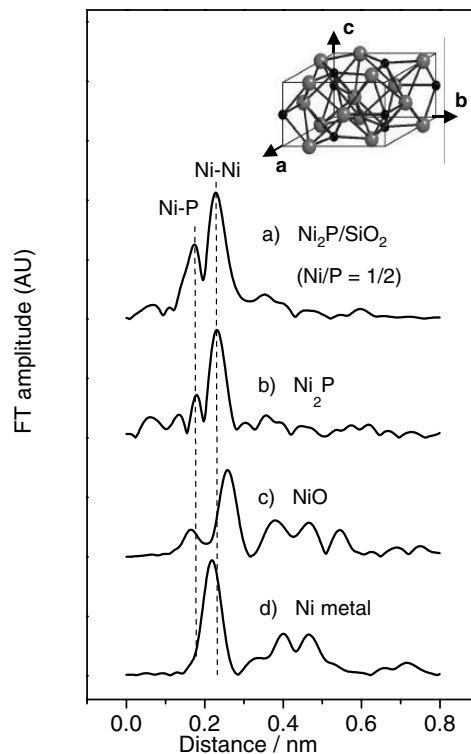 c
b
a
Ni-Ni
Ni-P
a) Ni₂P/SiO₂
(Ni/P = 1/2)
b) Ni₂P
c) NiO
d) Ni metal
FT amplitude (AU)
0.0 0.2 0.4 0.6 0.8
Distance / nm